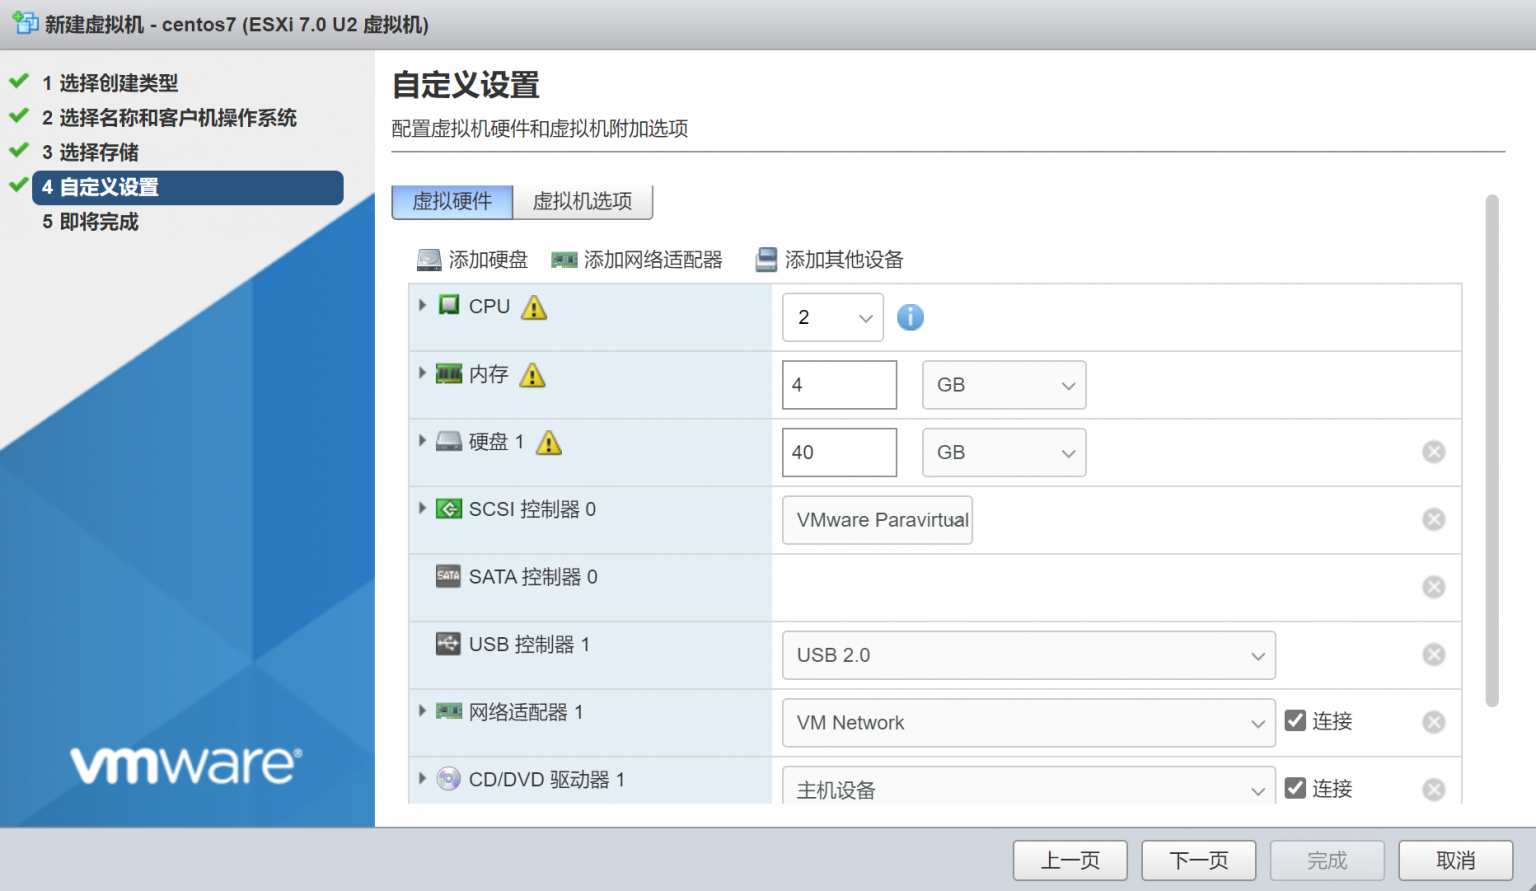 新建虚拟机 - centos7 (ESXi 7.0 U2 虚拟机)
1 选择创建类型
2 选择名称和客户机操作系统
3 选择存储
4 自定义设置
5 即将完成
vmware®
自定义设置
配置虚拟机硬件和虚拟机附加选项
虚拟硬件 虚拟机选项
添加硬盘 添加网络适配器 添加其他设备
CPU 2
内存 4 GB
硬盘 1 40 GB
SCSI 控制器 0 VMware Paravirtual
SATA SATA 控制器 0
USB 控制器 1 USB 2.0
网络适配器 1 VM Network 连接
CD/DVD 驱动器 1 主机设备 连接
上一页 下一页 完成 取消